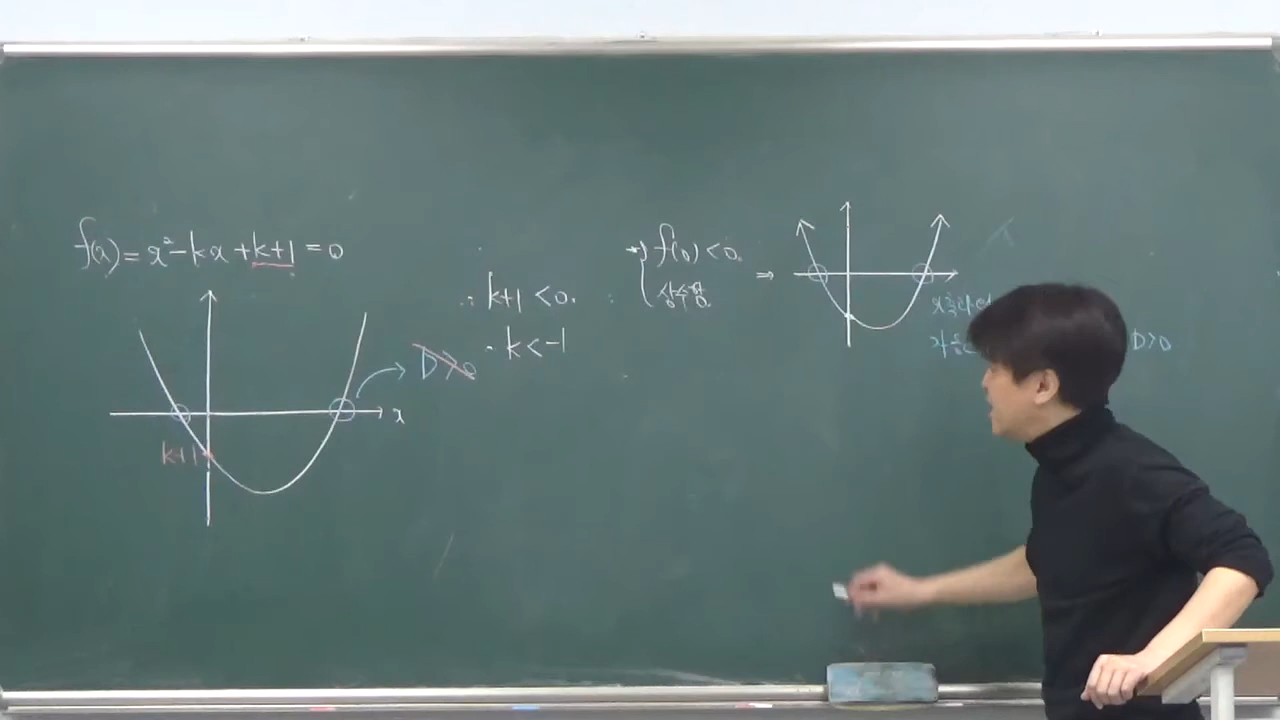 f(x) = x² - kx + k+1 = 0
k+1
x
D>0
∴ k+1 < 0.
k < -1
f(0) < 0.
상수항
⇒
D>0